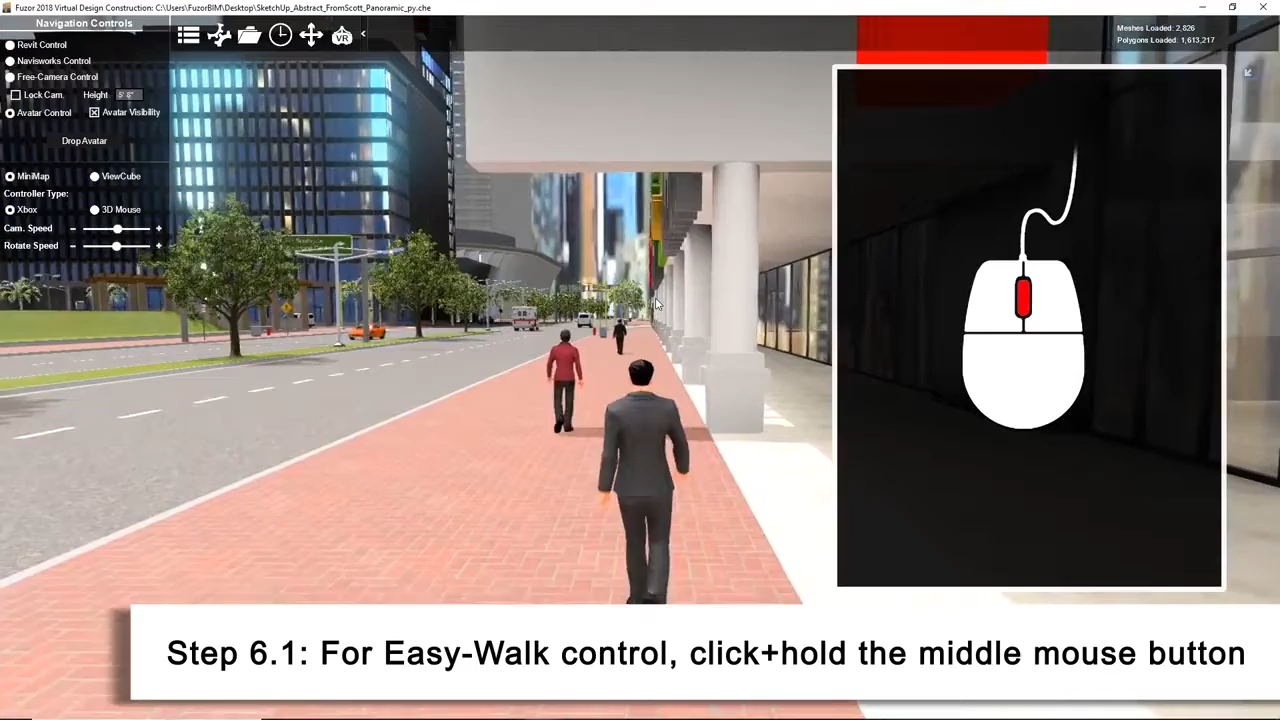 Fuzor 2018 Virtual Design Construction: C:\Users\FuzorBIM\Desktop\SketchUp_Abstract_FromScott_Panoramic_py.che
Navigation Controls
Revit Control
Navisworks Control
Free-Camera Control
Lock Cam. Height 5' 8"
Avatar Control Avatar Visibility
Drop Avatar
MiniMap ViewCube
Controller Type:
Xbox 3D Mouse
Cam. Speed - +
Rotate Speed - +
VR
Meshes Loaded: 2,826
Polygons Loaded: 1,613,217
Step 6.1: For Easy-Walk control, click+hold the middle mouse button